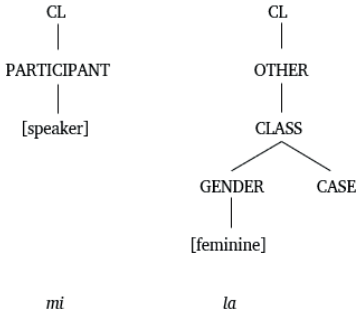 CL CL
PARTICIPANT OTHER
[speaker] CLASS
GENDER CASE
[feminine]
mi la